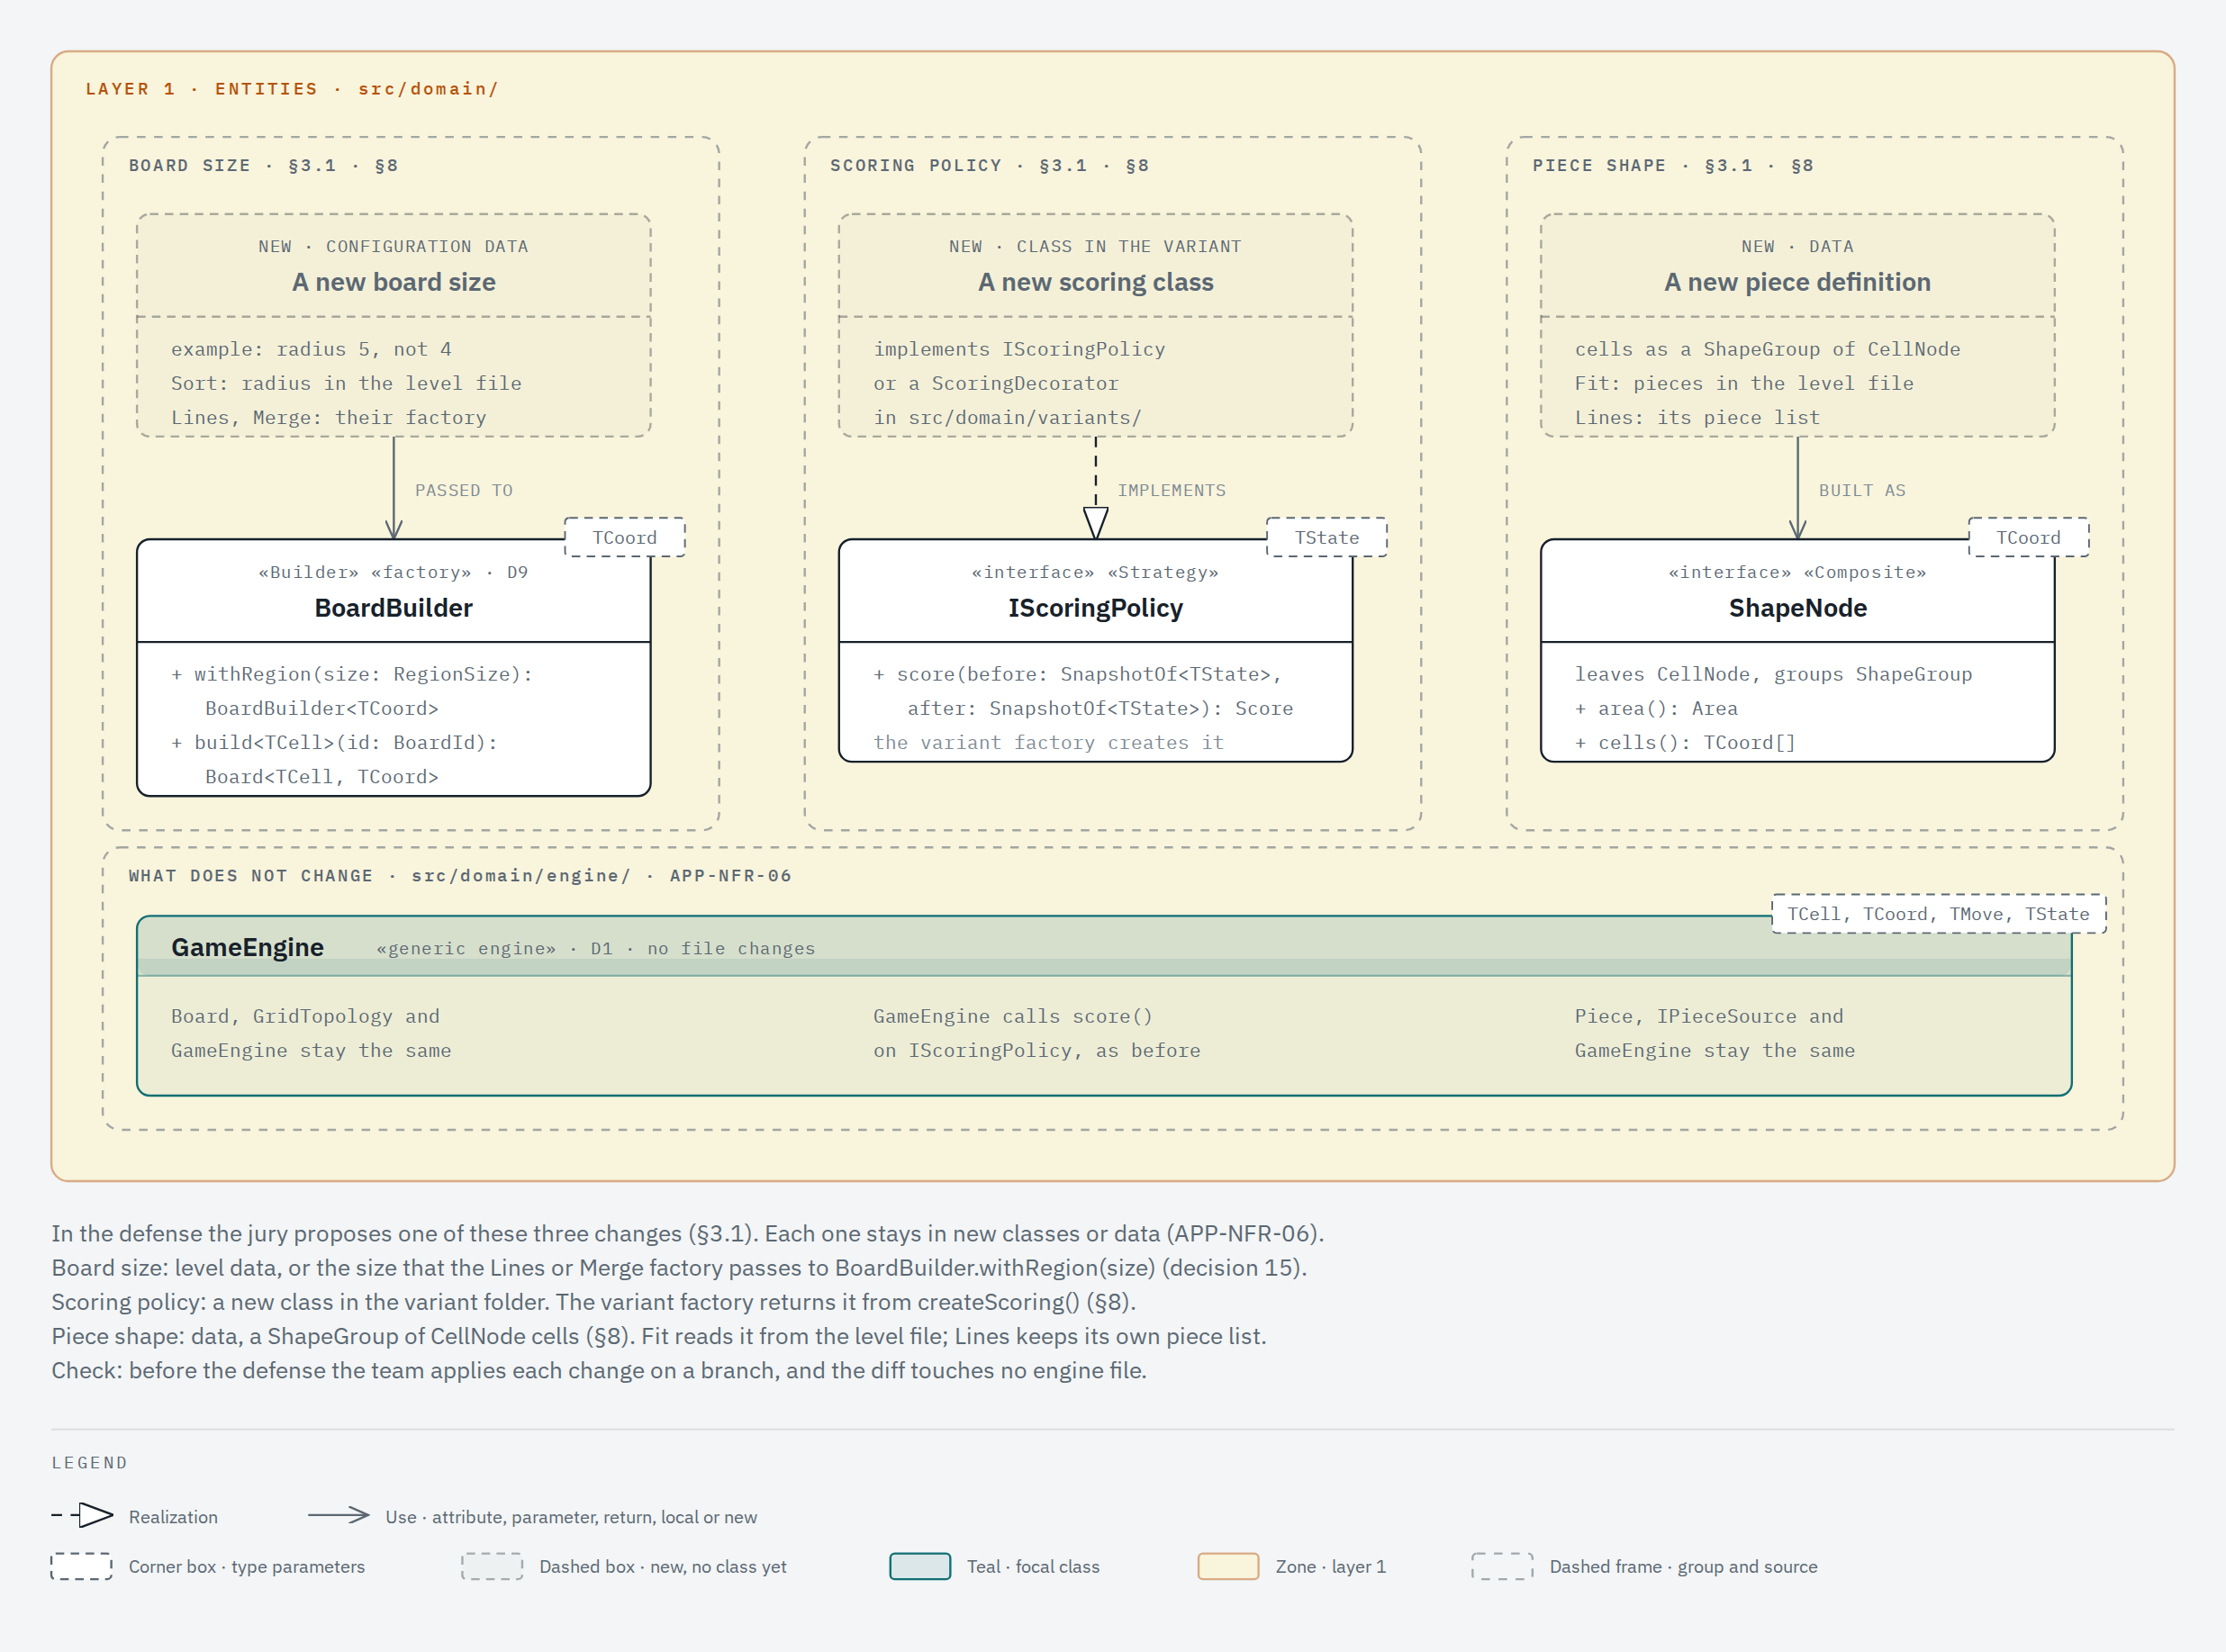 LAYER 1 · ENTITIES · src/domain/
BOARD SIZE · §3.1 · §8
NEW · CONFIGURATION DATA
A new board size
example: radius 5, not 4
Sort: radius in the level file
Lines, Merge: their factory
PASSED TO
TCoord
«Builder» «factory» · D9
BoardBuilder
+ withRegion(size: RegionSize):
BoardBuilder<TCoord>
+ build<TCell>(id: BoardId):
Board<TCell, TCoord>
SCORING POLICY · §3.1 · §8
NEW · CLASS IN THE VARIANT
A new scoring class
implements IScoringPolicy
or a ScoringDecorator
in src/domain/variants/
IMPLEMENTS
TState
«interface» «Strategy»
IScoringPolicy
+ score(before: SnapshotOf<TState>,
after: SnapshotOf<TState>): Score
the variant factory creates it
PIECE SHAPE · §3.1 · §8
NEW · DATA
A new piece definition
cells as a ShapeGroup of CellNode
Fit: pieces in the level file
Lines: its piece list
BUILT AS
TCoord
«interface» «Composite»
ShapeNode
leaves CellNode, groups ShapeGroup
+ area(): Area
+ cells(): TCoord[]
WHAT DOES NOT CHANGE · src/domain/engine/ · APP-NFR-06
TCell, TCoord, TMove, TState
GameEngine «generic engine» · D1 · no file changes
Board, GridTopology and
GameEngine stay the same
GameEngine calls score()
on IScoringPolicy, as before
Piece, IPieceSource and
GameEngine stay the same
In the defense the jury proposes one of these three changes (§3.1). Each one stays in new classes or data (APP-NFR-06).
Board size: level data, or the size that the Lines or Merge factory passes to BoardBuilder.withRegion(size) (decision 15).
Scoring policy: a new class in the variant folder. The variant factory returns it from createScoring() (§8).
Piece shape: data, a ShapeGroup of CellNode cells (§8). Fit reads it from the level file; Lines keeps its own piece list.
Check: before the defense the team applies each change on a branch, and the diff touches no engine file.
LEGEND
Realization
Use · attribute, parameter, return, local or new
Corner box · type parameters
Dashed box · new, no class yet
Teal · focal class
Zone · layer 1
Dashed frame · group and source